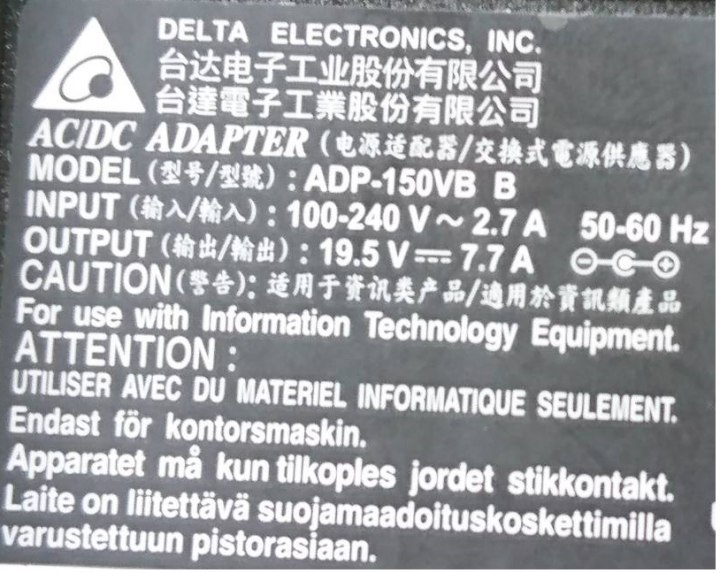 DELTA ELECTRONICS, INC.
台达电子工业股份有限公司
台達電子工業股份有限公司
AC/DC ADAPTER (电源适配器/交換式電源供應器)
MODEL (型号/型號) : ADP-150VB B
INPUT (输入/輸入) : 100-240 V ~ 2.7 A 50-60 Hz
OUTPUT (输出/輸出) : 19.5 V ⎓ 7.7 A
CAUTION (警告): 适用于资讯类产品/適用於資訊類產品
For use with Information Technology Equipment.
ATTENTION :
UTILISER AVEC DU MATERIEL INFORMATIQUE SEULEMENT.
Endast för kontorsmaskin.
Apparatet må kun tilkoples jordet stikkontakt.
Laite on liitettävä suojamaadoituskoskettimilla
varustettuun pistorasiaan.